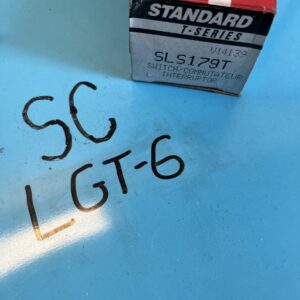 STANDARD
T-SERIES
V14139
SLS179T
SWITCH/COMMUTATEUR
INTERRUPTOR
SC
LGT-6